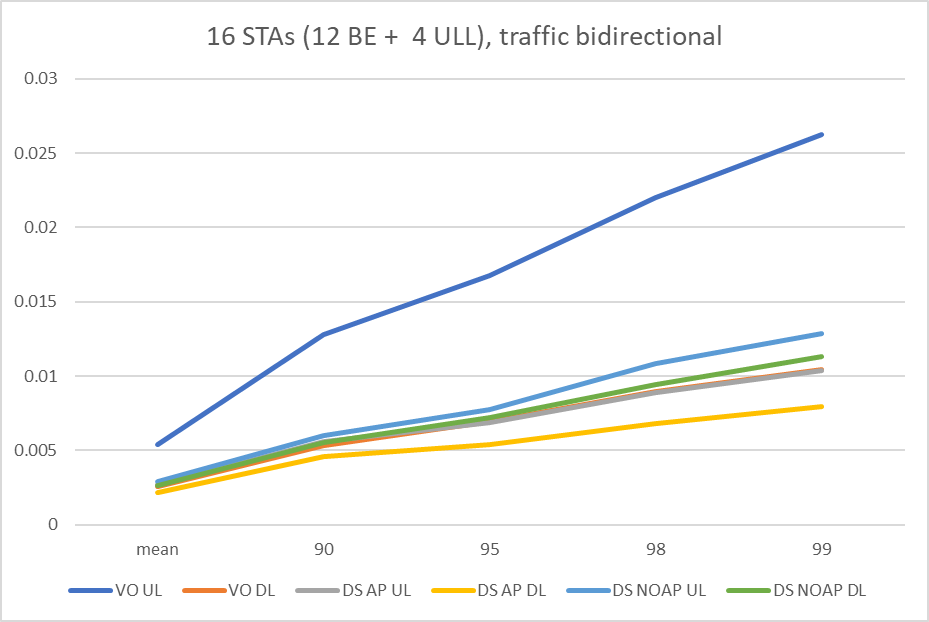 16 STAs (12 BE + 4 ULL), traffic bidirectional
0.03
0.025
0.02
0.015
0.01
0.005
0
mean 90 95 98 99
VO UL VO DL DS AP UL DS AP DL DS NOAP UL DS NOAP DL